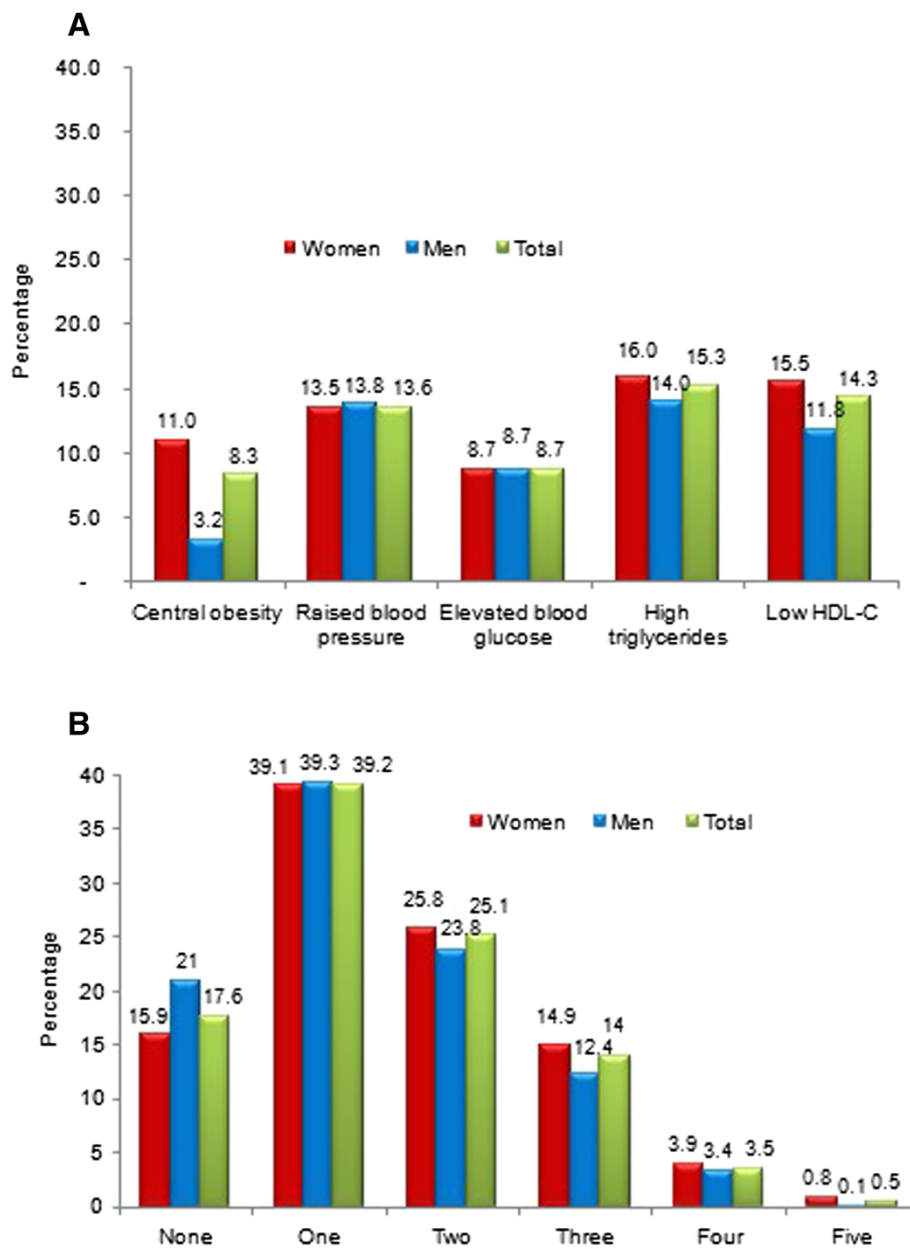 A
40.0
35.0
30.0
25.0
20.0
15.0
10.0
5.0
-
Percentage
Women Men Total
11.0 3.2 8.3
13.5 13.8 13.6
8.7 8.7 8.7
16.0 14.0 15.3
15.5 11.8 14.3
Central obesity Raised blood Elevated blood High Low HDL-C
pressure glucose triglycerides
B
40
35
30
25
20
15
10
5
0
Percentage
Women Men Total
15.9 21 17.6
39.1 39.3 39.2
25.8 23.8 25.1
14.9 12.4 14
3.9 3.4 3.5
0.8 0.1 0.5
None One Two Three Four Five